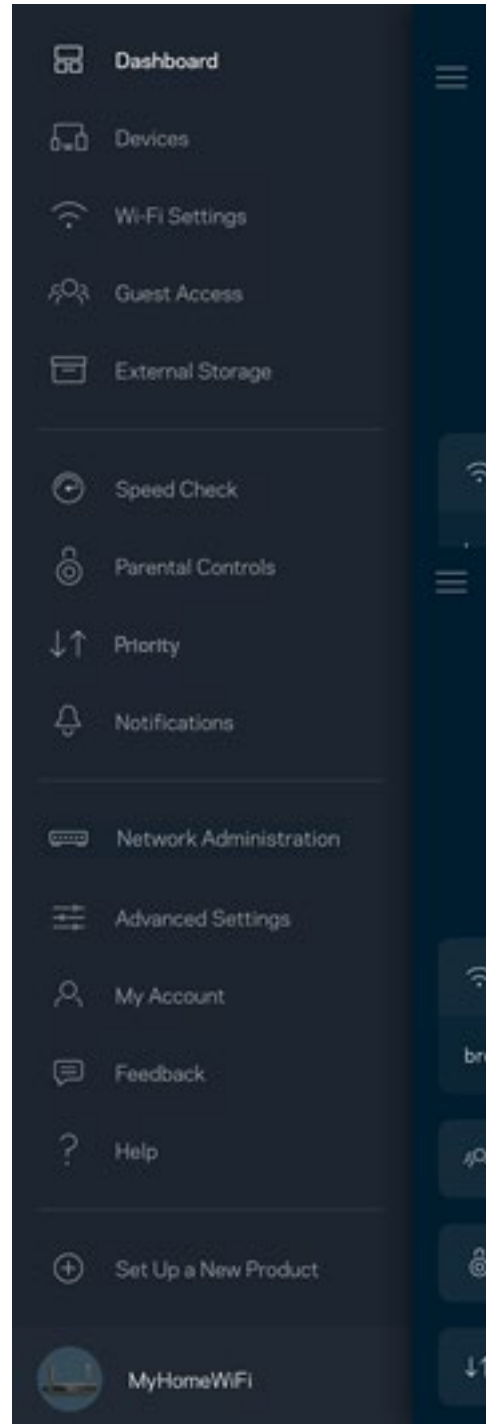 Dashboard
Devices
Wi-Fi Settings
Guest Access
External Storage
Speed Check
Parental Controls
Priority
Notifications
Network Administration
Advanced Settings
My Account
Feedback
Help
Set Up a New Product
MyHomeWiFi